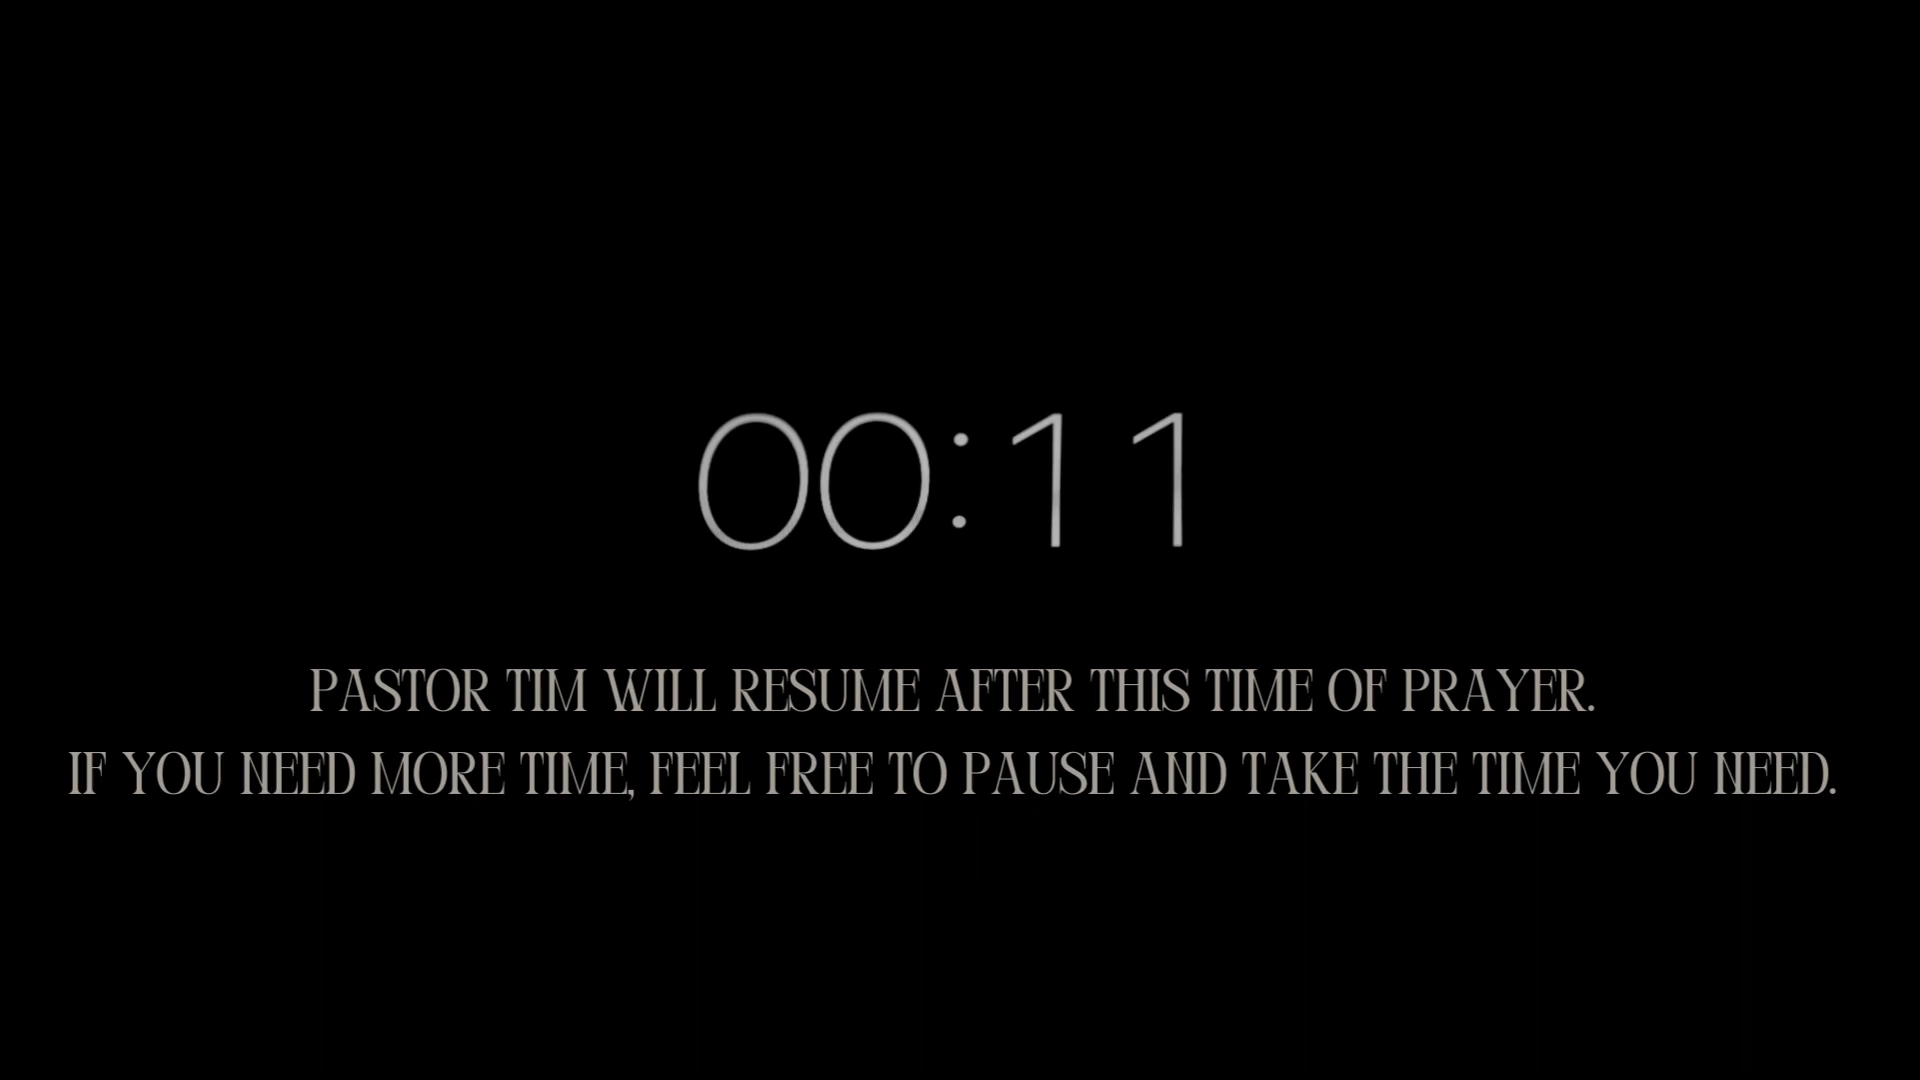 00:11
PASTOR TIM WILL RESUME AFTER THIS TIME OF PRAYER.
IF YOU NEED MORE TIME, FEEL FREE TO PAUSE AND TAKE THE TIME YOU NEED.